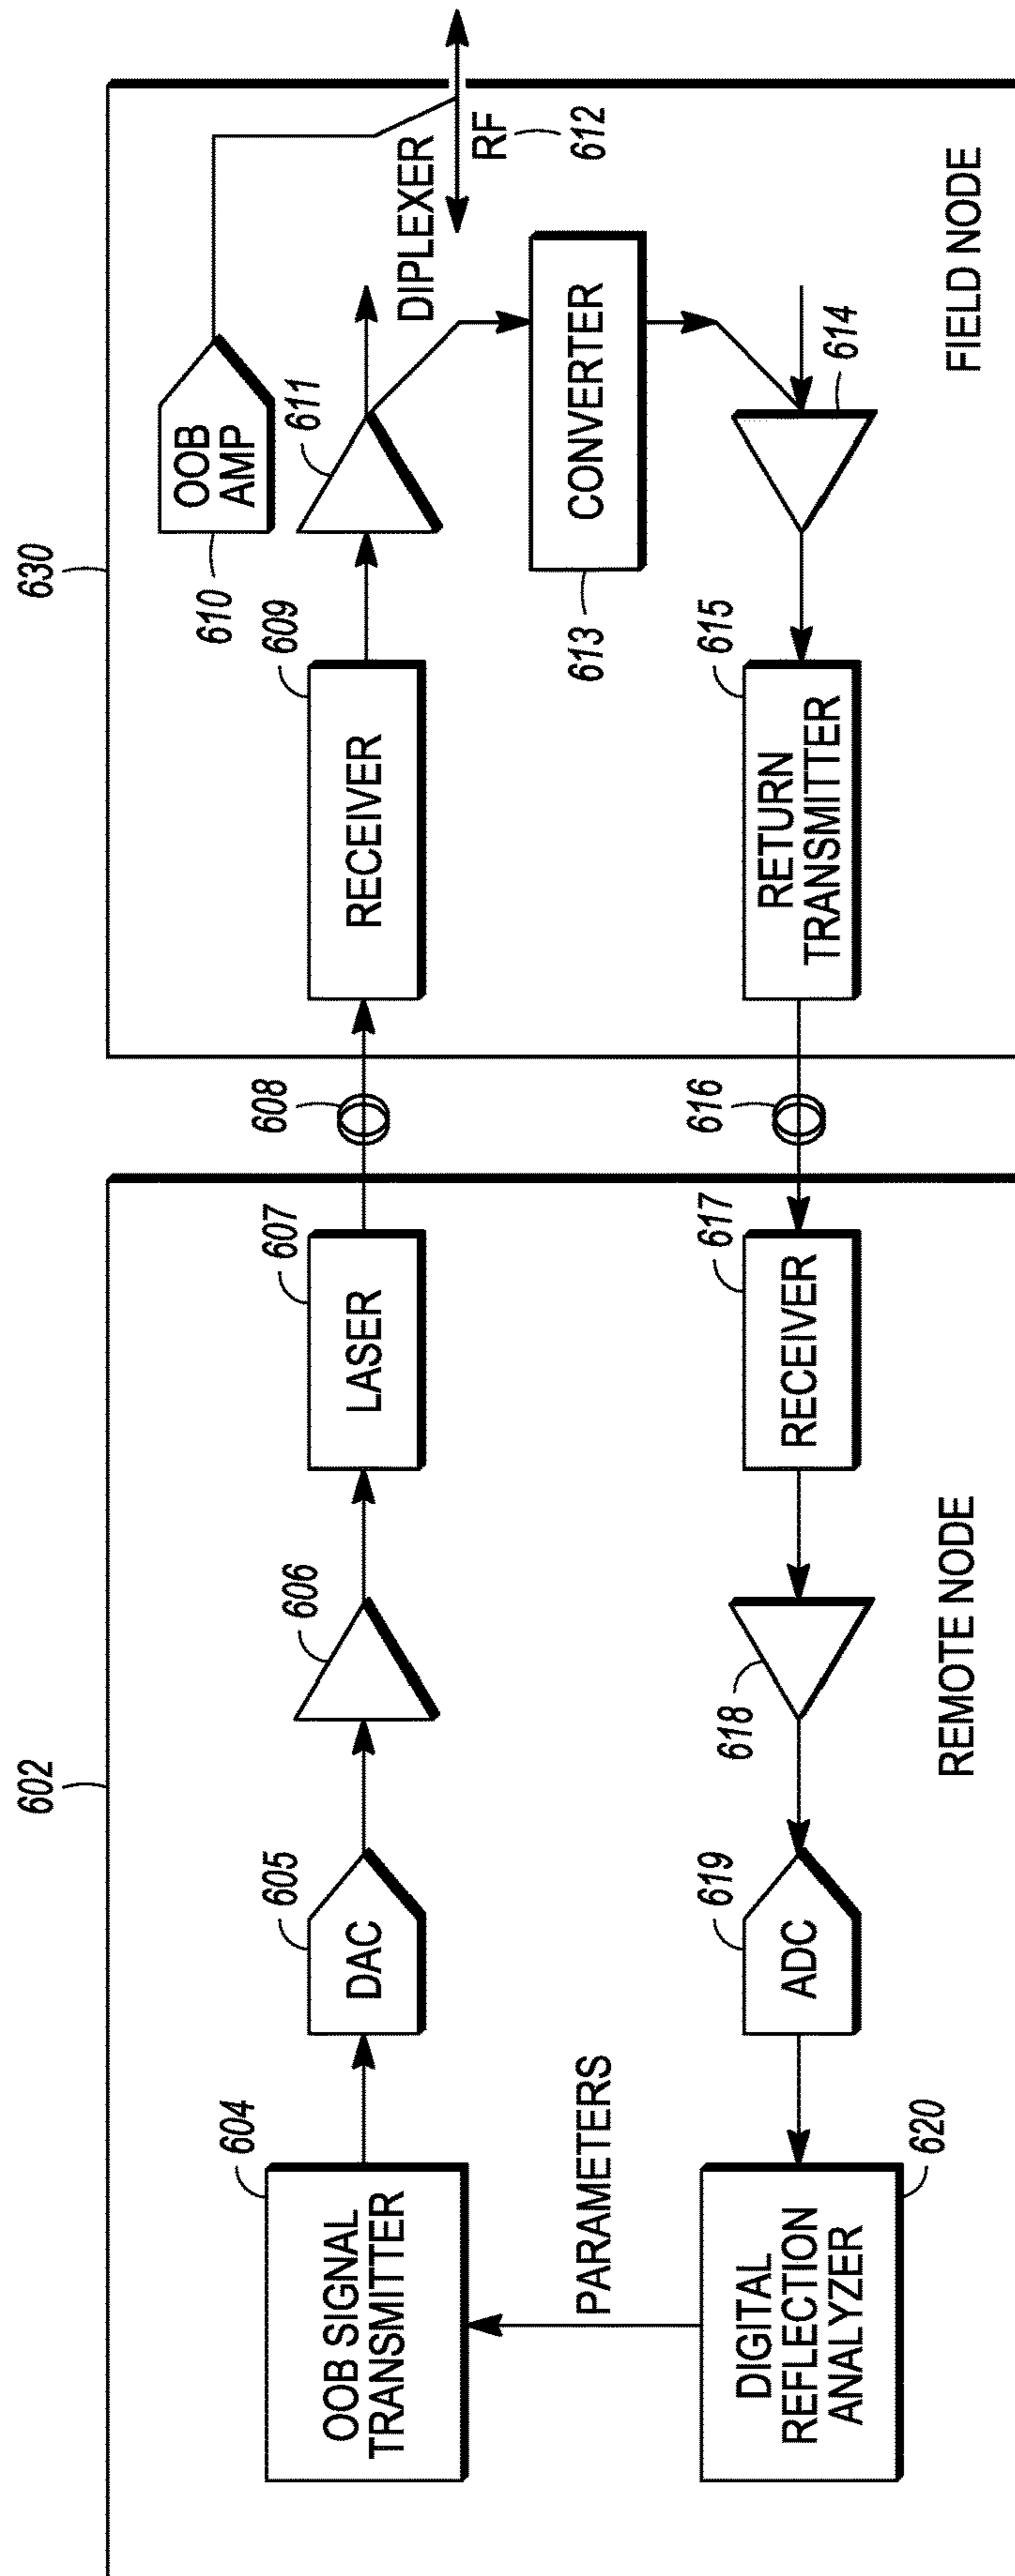 602
630
604
OOB SIGNAL
TRANSMITTER
605
DAC
606
607
LASER
608
609
RECEIVER
610
OOB
AMP
611
DIPLEXER
RF
612
PARAMETERS
613
CONVERTER
620
DIGITAL
REFLECTION
ANALYZER
619
ADC
618
617
RECEIVER
616
615
RETURN
TRANSMITTER
614
REMOTE NODE
FIELD NODE